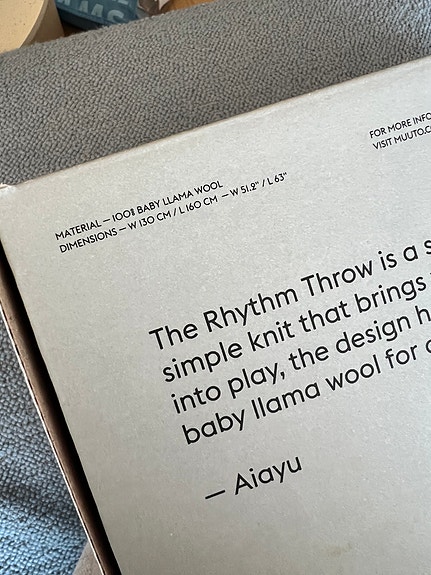 MATERIAL — 100% BABY LLAMA WOOL
DIMENSIONS — W 130 CM / L 160 CM — W 51.2" / L 63"
FOR MORE INFO
VISIT MUUTO.C
The Rhythm Throw is a s
simple knit that brings
into play, the design h
baby llama wool for
— Aiayu